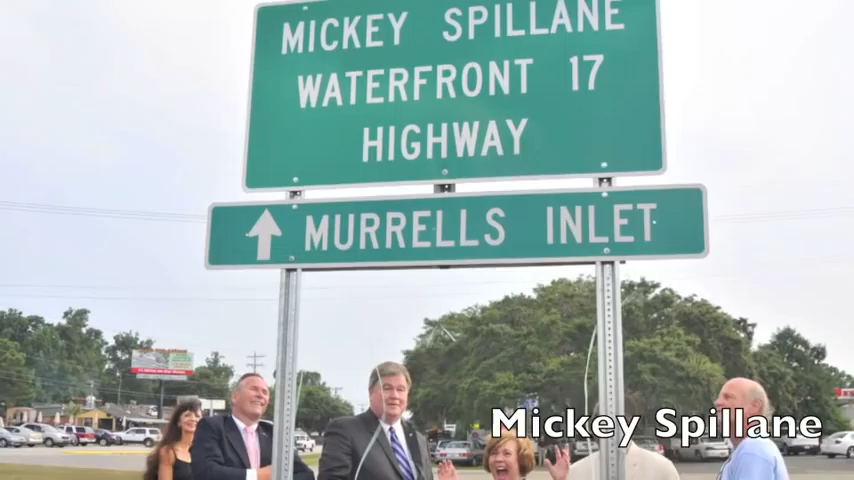 MICKEY SPILLANE
WATERFRONT 17
HIGHWAY
MURRELLS INLET
Mickey Spillane